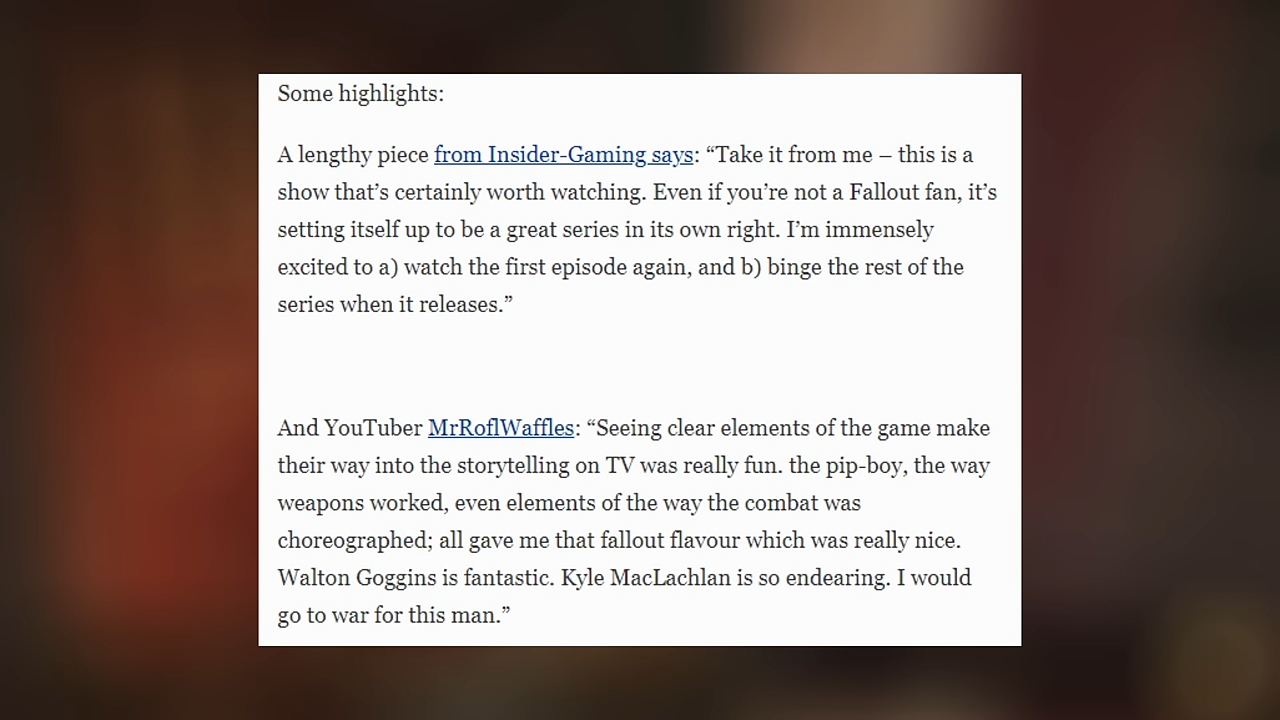 Some highlights:
A lengthy piece from Insider-Gaming says: “Take it from me – this is a
show that’s certainly worth watching. Even if you’re not a Fallout fan, it’s
setting itself up to be a great series in its own right. I’m immensely
excited to a) watch the first episode again, and b) binge the rest of the
series when it releases.”
And YouTuber MrRoflWaffles: “Seeing clear elements of the game make
their way into the storytelling on TV was really fun. the pip-boy, the way
weapons worked, even elements of the way the combat was
choreographed; all gave me that fallout flavour which was really nice.
Walton Goggins is fantastic. Kyle MacLachlan is so endearing. I would
go to war for this man.”